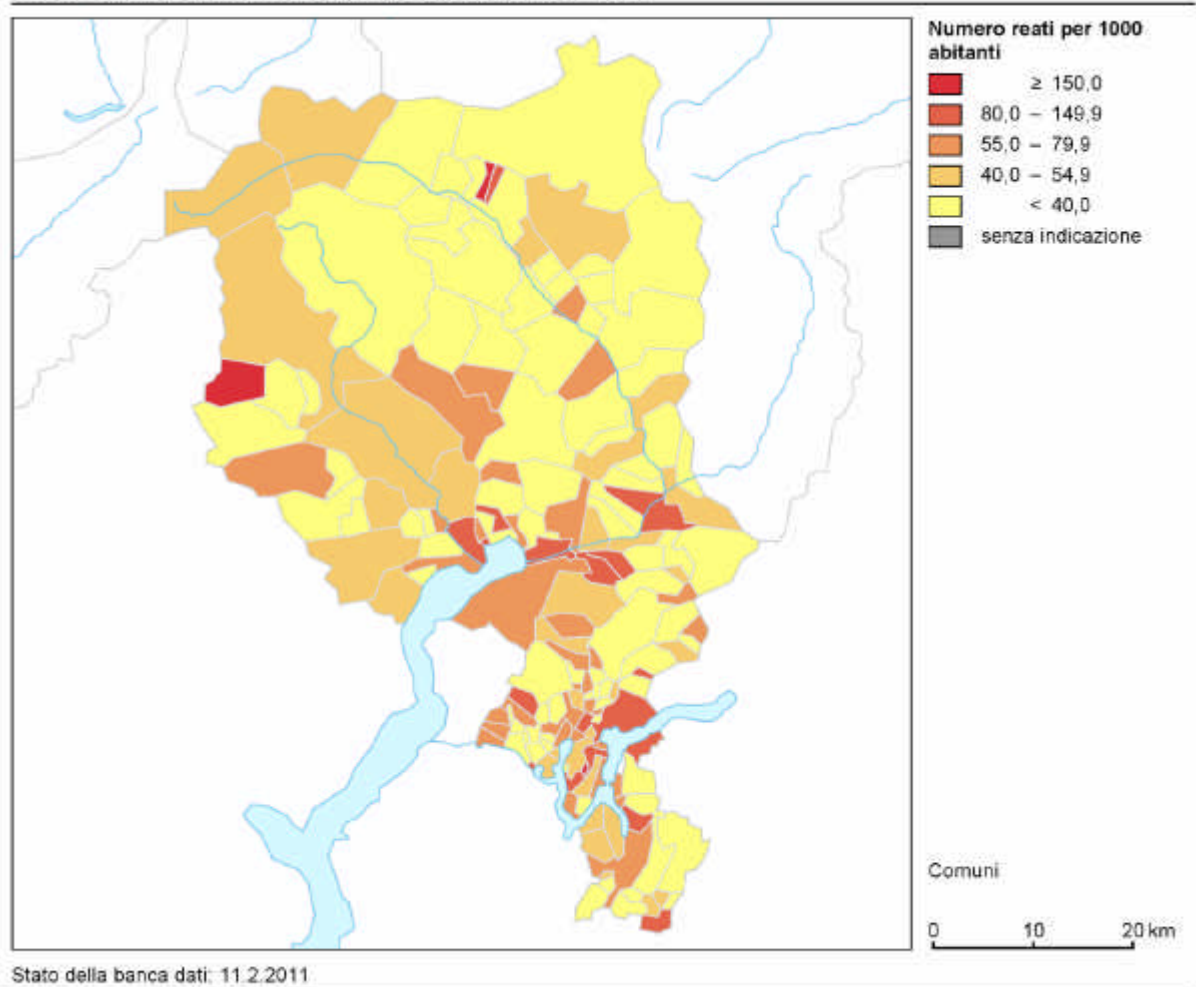 Numero reati per 1000
abitanti
≥ 150,0
80,0 – 149,9
55,0 – 79,9
40,0 – 54,9
< 40,0
senza indicazione
Comuni
0 10 20 km
Stato della banca dati: 11.2.2011